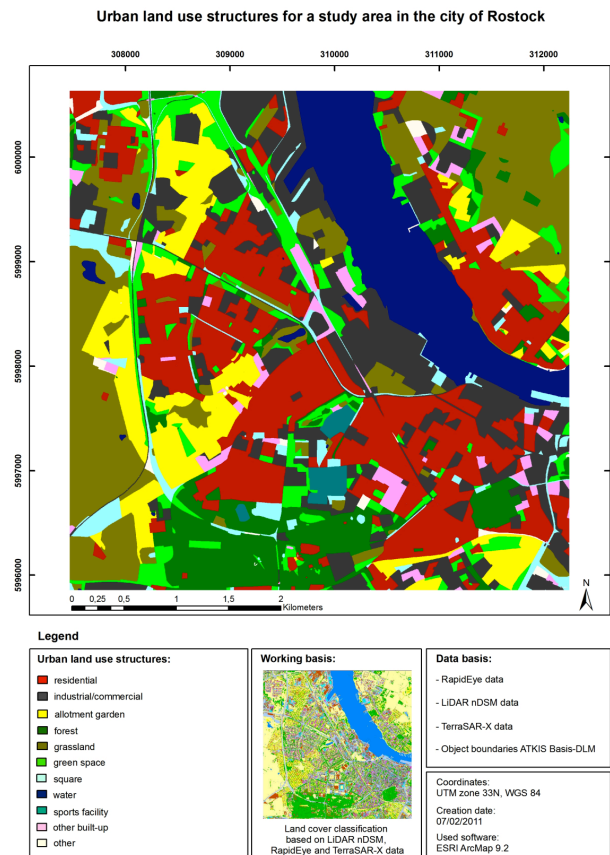 Urban land use structures for a study area in the city of Rostock
308000 309000 310000 311000 312000
6000000
5999000
5998000
5997000
5996000
0 0,25 0,5 1 1,5 2
Kilometers
N
Legend
Urban land use structures:
residential
industrial/commercial
allotment garden
forest
grassland
green space
square
water
sports facility
other built-up
other
Working basis:
Land cover classification
based on LiDAR nDSM,
RapidEye and TerraSAR-X data
Data basis:
- RapidEye data
- LiDAR nDSM data
- TerraSAR-X data
- Object boundaries ATKIS Basis-DLM
Coordinates:
UTM zone 33N, WGS 84
Creation date:
07/02/2011
Used software:
ESRI ArcMap 9.2